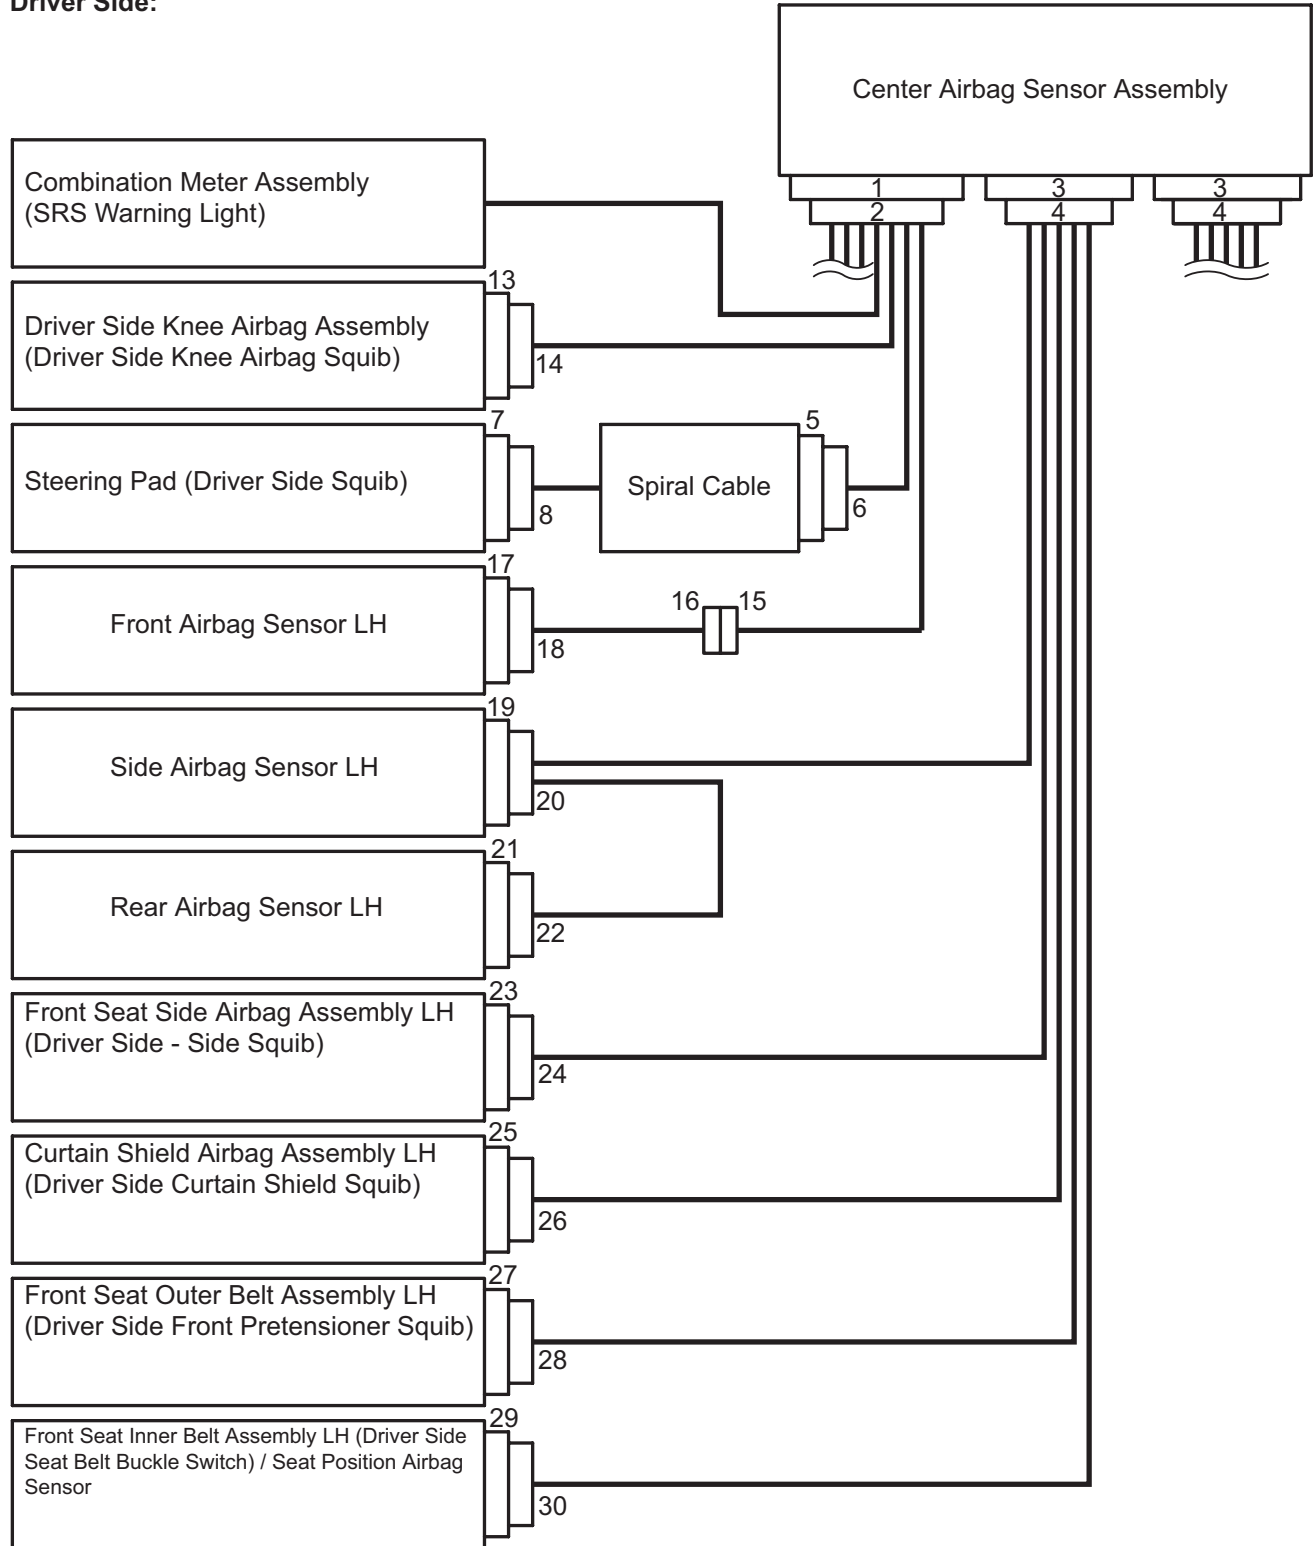 Driver Side:
Center Airbag Sensor Assembly
1
3
3
2
4
4
Combination Meter Assembly
(SRS Warning Light)
13
Driver Side Knee Airbag Assembly
(Driver Side Knee Airbag Squib)
14
7
5
Steering Pad (Driver Side Squib)
Spiral Cable
8
6
17
Front Airbag Sensor LH
16
15
18
19
Side Airbag Sensor LH
20
21
Rear Airbag Sensor LH
22
23
Front Seat Side Airbag Assembly LH
(Driver Side - Side Squib)
24
25
Curtain Shield Airbag Assembly LH
(Driver Side Curtain Shield Squib)
26
27
Front Seat Outer Belt Assembly LH
(Driver Side Front Pretensioner Squib)
28
29
Front Seat Inner Belt Assembly LH (Driver Side
Seat Belt Buckle Switch) / Seat Position Airbag
Sensor
30